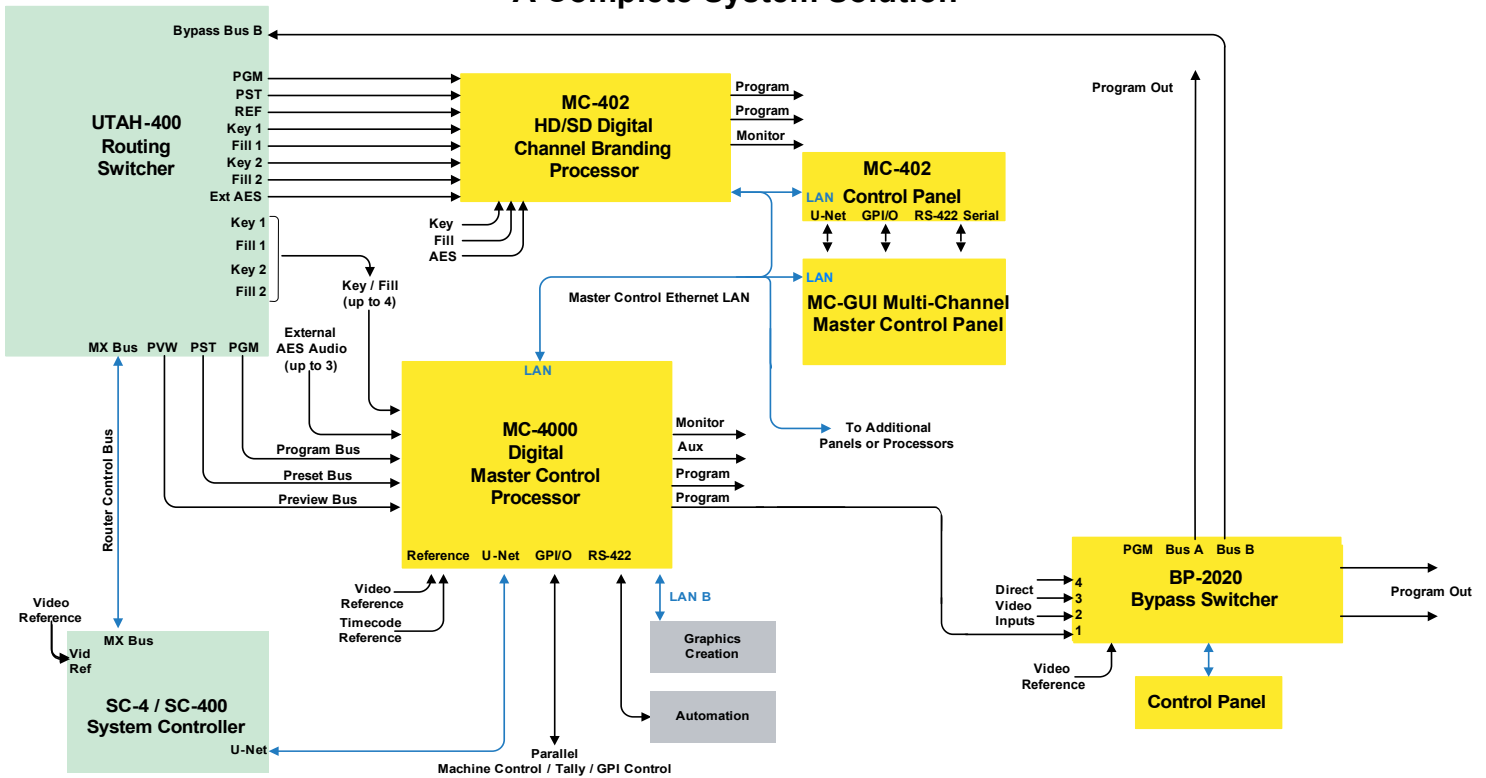 A Complete System Solution
Bypass Bus B
PGM
PST
REF
Key 1
Fill 1
Key 2
Fill 2
Ext AES
Key 1
Fill 1
Key 2
Fill 2
UTAH-400
Routing
Switcher
MX Bus PVW PST PGM
MC-402
HD/SD Digital
Channel Branding
Processor
Program
Program
Monitor
Key
Fill
AES
MC-402
LAN Control Panel
U-Net GPI/O RS-422 Serial
LAN
MC-GUI Multi-Channel
Master Control Panel
Program Out
Key / Fill
(up to 4)
Master Control Ethernet LAN
External
AES Audio
(up to 3)
LAN
MC-4000
Digital
Master Control
Processor
Monitor
Aux
Program
Program
To Additional
Panels or Processors
Program Bus
Preset Bus
Preview Bus
Router Control Bus
Reference U-Net GPI/O RS-422
Video
Reference
Timecode
Reference
LAN B
Graphics
Creation
Automation
Parallel
Machine Control / Tally / GPI Control
Video
Reference
MX Bus
Vid
Ref
SC-4 / SC-400
System Controller
U-Net
PGM Bus A Bus B
BP-2020
Bypass Switcher
Direct
Video
Inputs
4
3
2
1
Program Out
Video
Reference
Control Panel